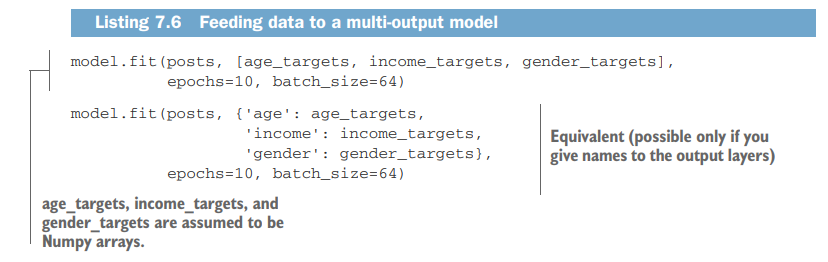 Listing 7.6 Feeding data to a multi-output model
model.fit(posts, [age_targets, income_targets, gender_targets],
epochs=10, batch_size=64)
model.fit(posts, {'age': age_targets,
'income': income_targets,
'gender': gender_targets},
epochs=10, batch_size=64)
Equivalent (possible only if you
give names to the output layers)
age_targets, income_targets, and
gender_targets are assumed to be
Numpy arrays.